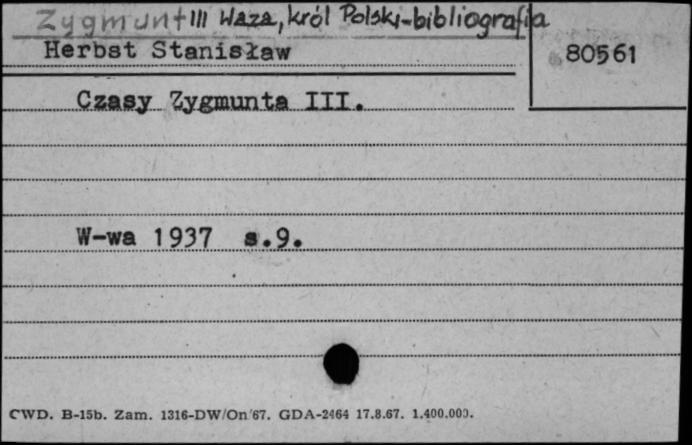 Zygmunt III Waza, król Polski-bibliografia
Herbst Stanisław
80561
Czasy Zygmunta III.
W-wa 1937 s.9.
CWD. B-15b. Zam. 1316-DW/On/67. GDA-2464 17.8.67. 1.400.000.